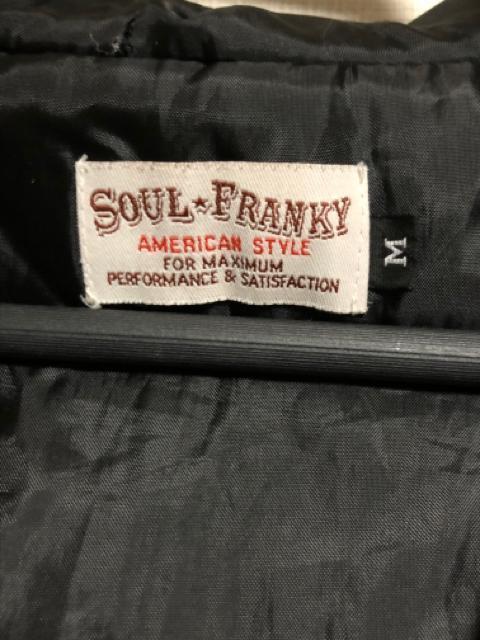 SOUL★FRANKY
AMERICAN STYLE
FOR MAXIMUM
PERFORMANCE & SATISFACTION
M